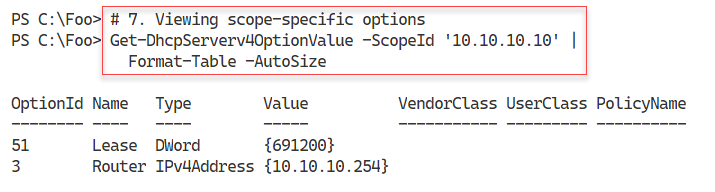 PS C:\Foo> # 7. Viewing scope-specific options
PS C:\Foo> Get-DhcpServerv4OptionValue -ScopeId '10.10.10.10' |
  Format-Table -AutoSize
OptionId Name   Type        Value          VendorClass UserClass PolicyName
-------- ----   ----        -----          ----------- --------- ----------
51       Lease  DWord       {691200}
3        Router IPv4Address {10.10.10.254}